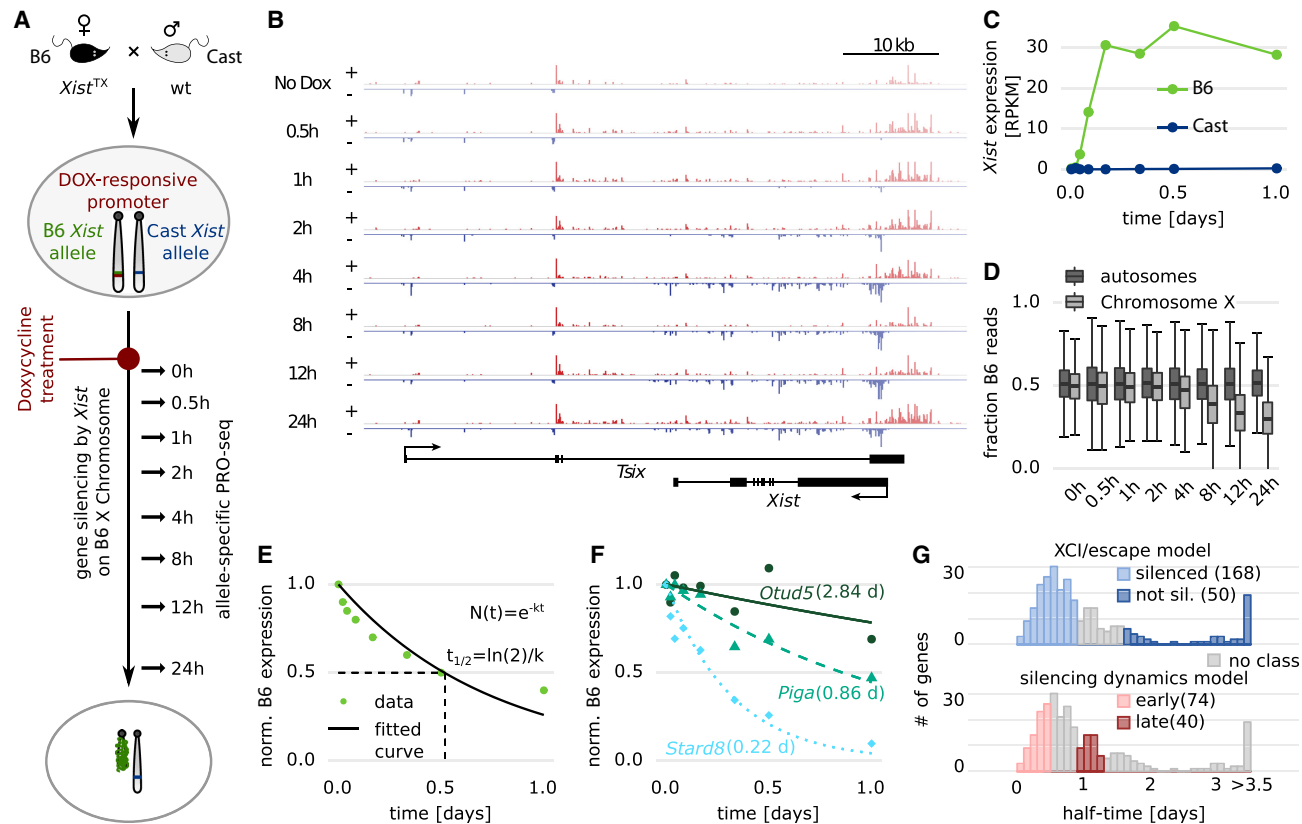 A
♀
♂
B6
×
Cast
Xist^TX
wt
DOX-responsive
promoter
B6 Xist
allele
Cast Xist
allele
Doxycycline
treatment
gene silencing by Xist
on B6 X Chromosome
0h
0.5h
1h
2h
4h
8h
12h
24h
allele-specific PRO-seq
B
10 kb
No Dox
+
-
0.5h
+
-
1h
+
-
2h
+
-
4h
+
-
8h
+
-
12h
+
-
24h
+
-
Tsix
Xist
C
Xist expression
[RPKM]
30
20
10
0
B6
Cast
0.0
0.5
1.0
time [days]
D
autosomes
Chromosome X
fraction B6 reads
1.0
0.5
0.0
0h
0.5h
1h
2h
4h
8h
12h
24h
E
norm. B6 expression
1.0
0.5
0.0
N(t)=e^-kt
t_1/2=ln(2)/k
data
fitted
curve
0.0
0.5
1.0
time [days]
F
norm. B6 expression
1.0
0.5
0.0
Otud5(2.84 d)
Piga(0.86 d)
Stard8(0.22 d)
0.0
0.5
1.0
time [days]
G
XCI/escape model
# of genes
30
0
silenced (168)
not sil. (50)
no class
silencing dynamics model
30
0
early(74)
late(40)
0
1
2
3
>3.5
half-time [days]